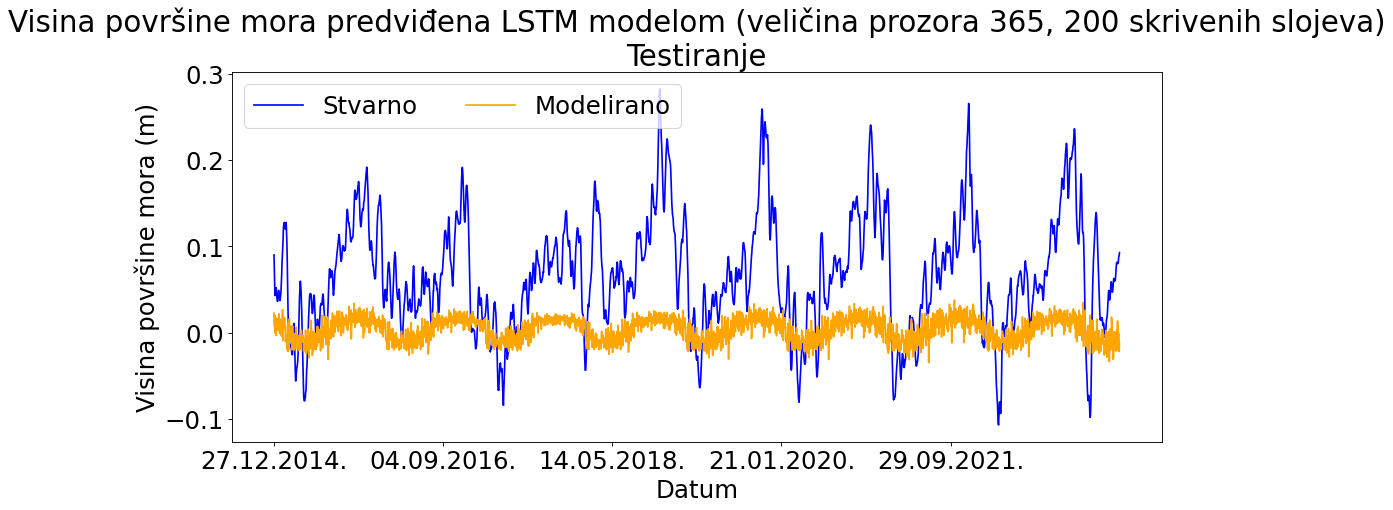 Visina površine mora predviđena LSTM modelom (veličina prozora 365, 200 skrivenih slojeva)
Testiranje
Stvarno
Modelirano
Visina površine mora (m)
0.3
0.2
0.1
0.0
−0.1
27.12.2014.
04.09.2016.
14.05.2018.
21.01.2020.
29.09.2021.
Datum